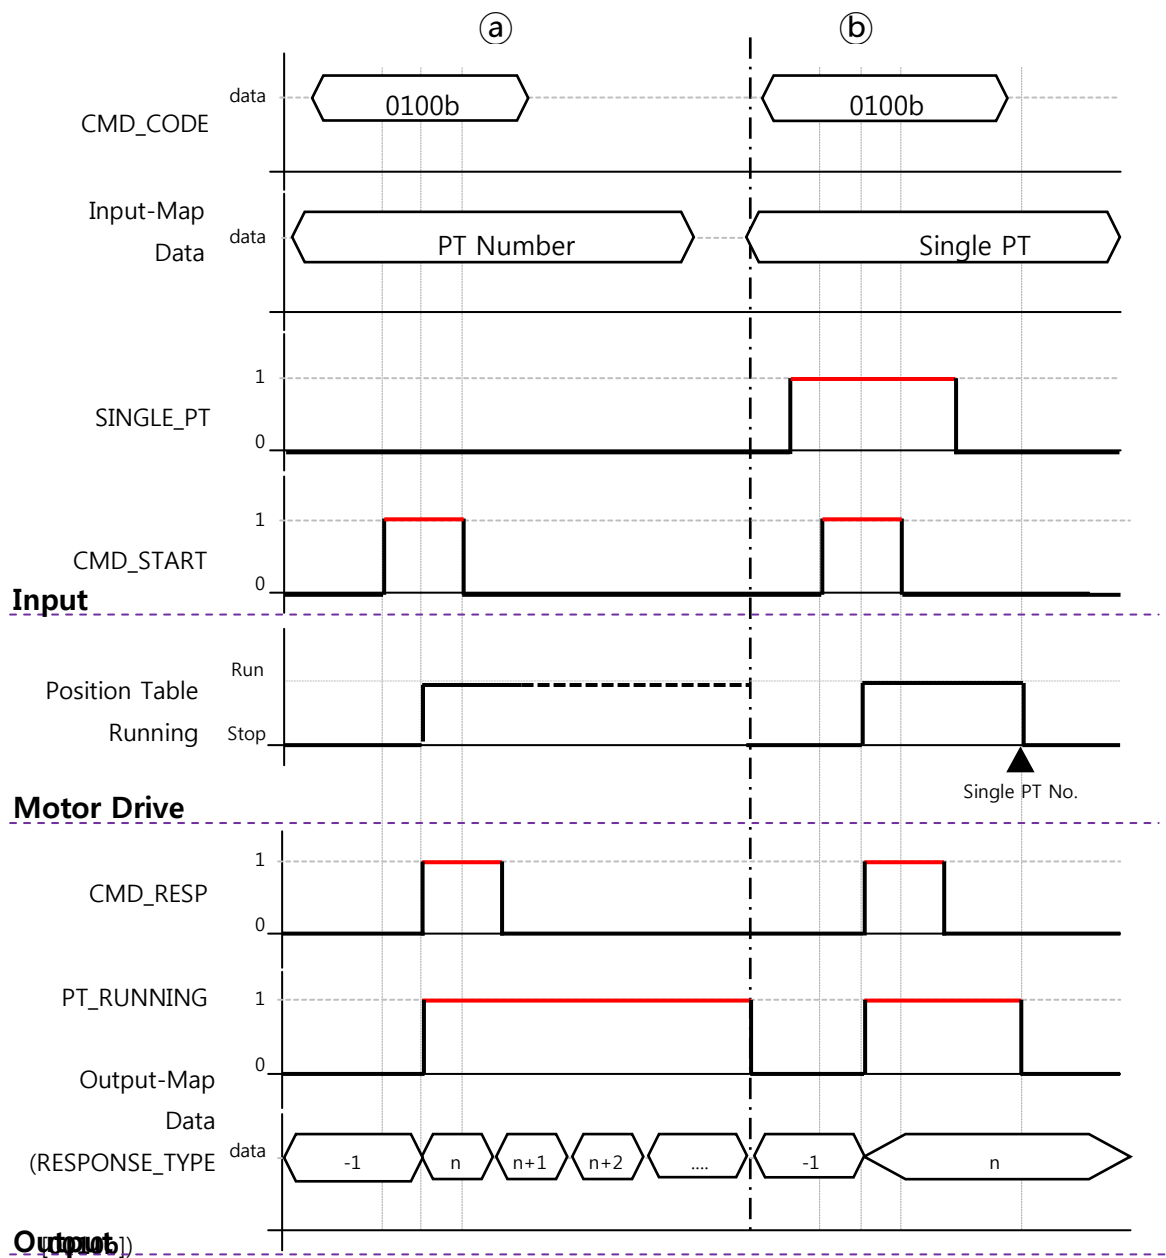 ⓐ ⓑ
data 0100b 0100b
CMD_CODE
Input-Map
Data
data PT Number Single PT
1
SINGLE_PT
0
1
CMD_START
0
Input
Run
Position Table
Running
Stop
Single PT No.
Motor Drive
1
CMD_RESP
0
PT_RUNNING 1
0
Output-Map
Data
(RESPONSE_TYPE
data -1 n n+1 n+2 .... -1 n
Output